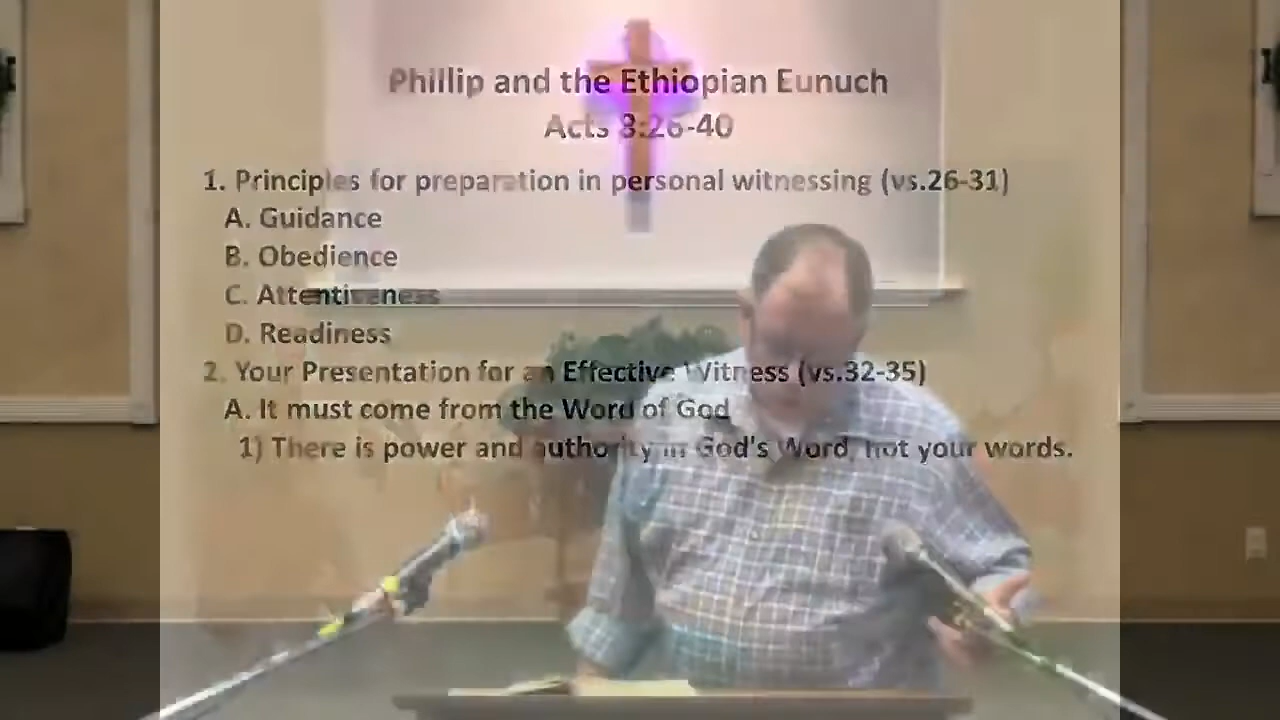 Phillip and the Ethiopian Eunuch
Acts 8:26-40
1. Principles for preparation in personal witnessing (vs.26-31)
A. Guidance
B. Obedience
C. Attentiveness
D. Readiness
2. Your Presentation for an Effective Witness (vs.32-35)
A. It must come from the Word of God
1) There is power and authority in God's Word, not your words.